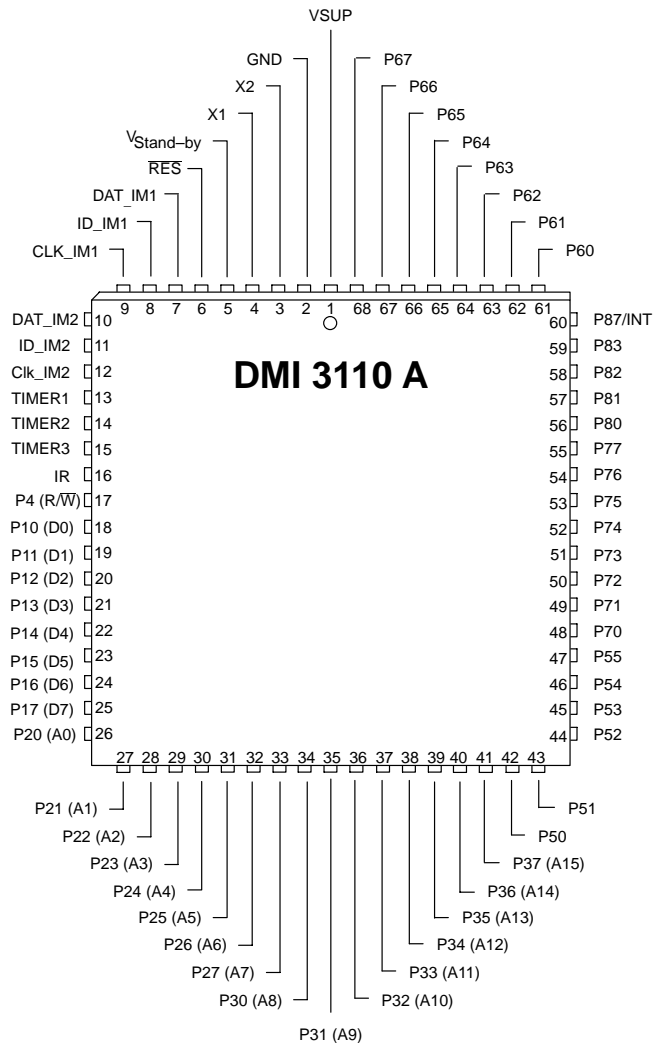 VSUP
GND
P67
X2
P66
X1
P65
VStand–by
P64
RES
P63
DAT_IM1
P62
ID_IM1
P61
CLK_IM1
P60
9 8 7 6 5 4 3 2 1 68 67 66 65 64 63 62 61
DAT_IM2 10
60 P87/INT
ID_IM2 11
59 P83
Clk_IM2 12
58 P82
DMI 3110 A
TIMER1 13
57 P81
TIMER2 14
56 P80
TIMER3 15
55 P77
IR 16
54 P76
P4 (R/W) 17
53 P75
P10 (D0) 18
52 P74
P11 (D1) 19
51 P73
P12 (D2) 20
50 P72
P13 (D3) 21
49 P71
P14 (D4) 22
48 P70
P15 (D5) 23
47 P55
P16 (D6) 24
46 P54
P17 (D7) 25
45 P53
P20 (A0) 26
44 P52
27 28 29 30 31 32 33 34 35 36 37 38 39 40 41 42 43
P21 (A1)
P51
P22 (A2)
P50
P23 (A3)
P37 (A15)
P24 (A4)
P36 (A14)
P25 (A5)
P35 (A13)
P26 (A6)
P34 (A12)
P27 (A7)
P33 (A11)
P30 (A8)
P32 (A10)
P31 (A9)